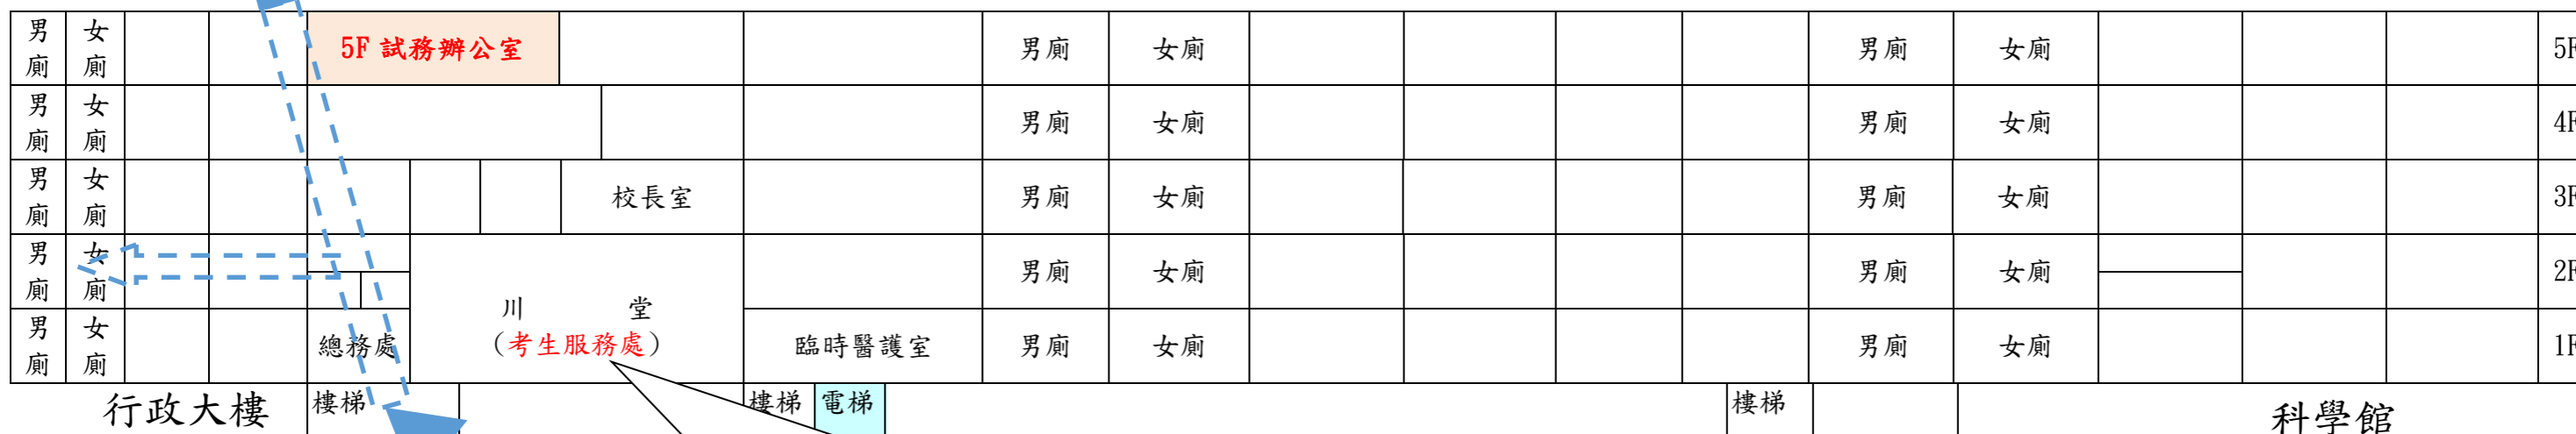 男廁 女廁 5F 試務辦公室 男廁 女廁 男廁 女廁 5F
男廁 女廁 男廁 女廁 男廁 女廁 4F
男廁 女廁 校長室 男廁 女廁 男廁 女廁 3F
男廁 女廁 男廁 女廁 男廁 女廁 2F
川 堂
男廁 女廁 總務處 (考生服務處) 臨時醫護室 男廁 女廁 男廁 女廁 1F
行政大樓 樓梯 樓梯 電梯 樓梯 科學館